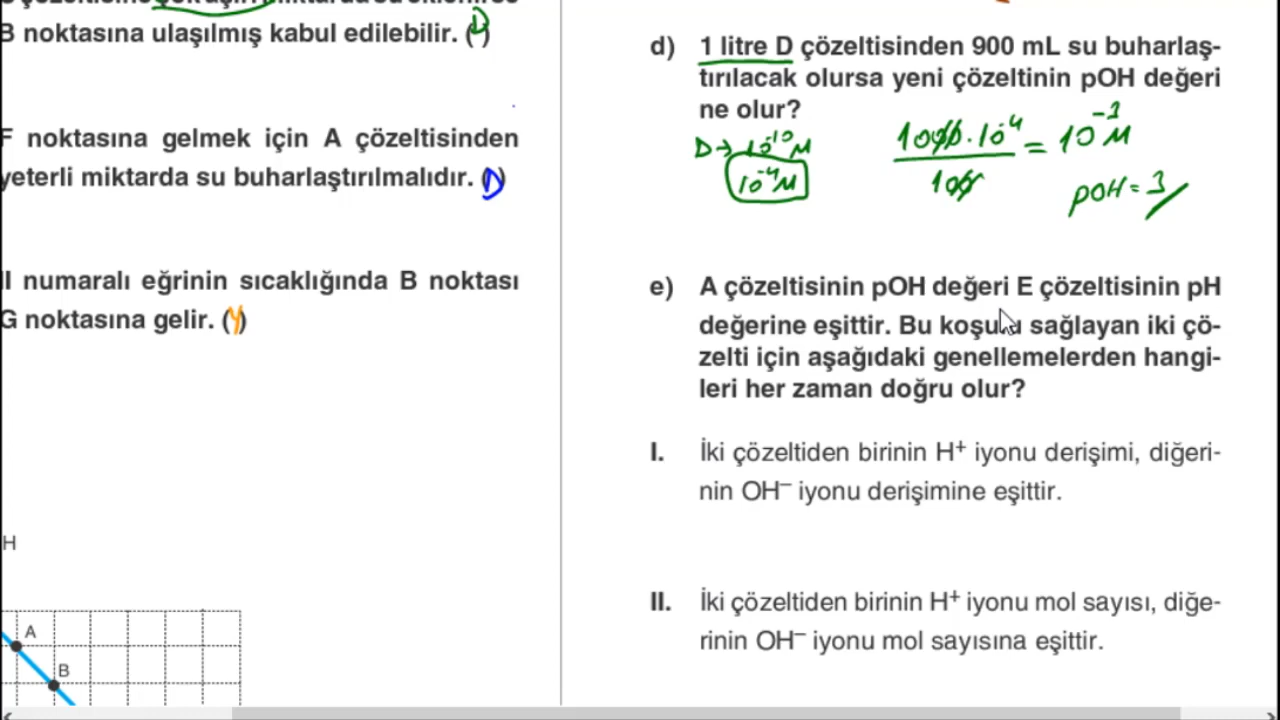 B noktasına ulaşılmış kabul edilebilir. (D)
F noktasına gelmek için A çözeltisinden
yeterli miktarda su buharlaştırılmalıdır. (D)
II numaralı eğrinin sıcaklığında B noktası
G noktasına gelir. (Y)
H
A
B
d) 1 litre D çözeltisinden 900 mL su buharlaş-
tırılacak olursa yeni çözeltinin pOH değeri
ne olur?
D→ 10⁻¹⁰ M
10⁻⁴ M
1000.10⁻⁴ = 10⁻³ M
100
pOH = 3
e) A çözeltisinin pOH değeri E çözeltisinin pH
değerine eşittir. Bu koşulu sağlayan iki çö-
zelti için aşağıdaki genellemelerden hangi-
leri her zaman doğru olur?
I. İki çözeltiden birinin H⁺ iyonu derişimi, diğeri-
nin OH⁻ iyonu derişimine eşittir.
II. İki çözeltiden birinin H⁺ iyonu mol sayısı, diğe-
rinin OH⁻ iyonu mol sayısına eşittir.